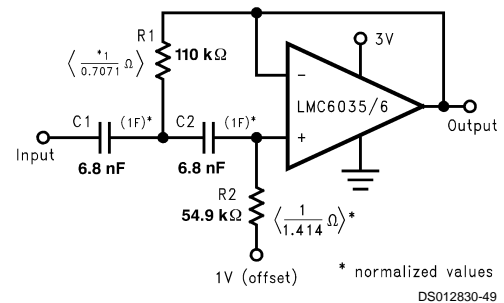 R1
110 kΩ
⟨ *1 / 0.7071 Ω ⟩
3V
−
LMC6035/6
+
Output
C1
(1F)*
C2
(1F)*
Input
6.8 nF
6.8 nF
R2
54.9 kΩ
⟨ 1 / 1.414 Ω ⟩*
1V (offset)
* normalized values
DS012830-49